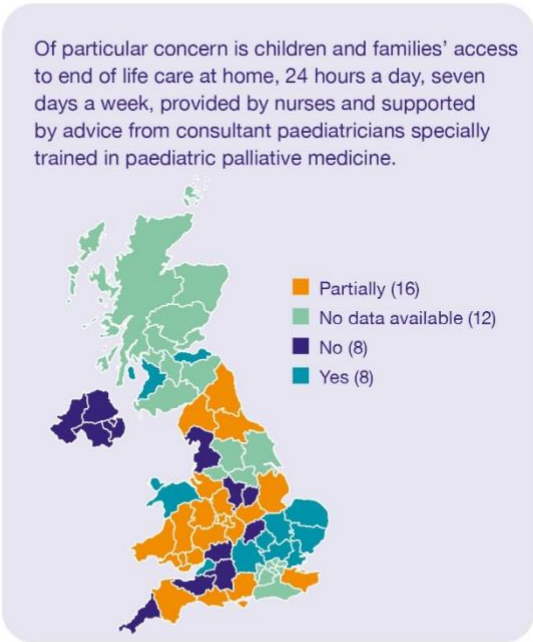 Of particular concern is children and families’ access
to end of life care at home, 24 hours a day, seven
days a week, provided by nurses and supported
by advice from consultant paediatricians specially
trained in paediatric palliative medicine.
Partially (16)
No data available (12)
No (8)
Yes (8)